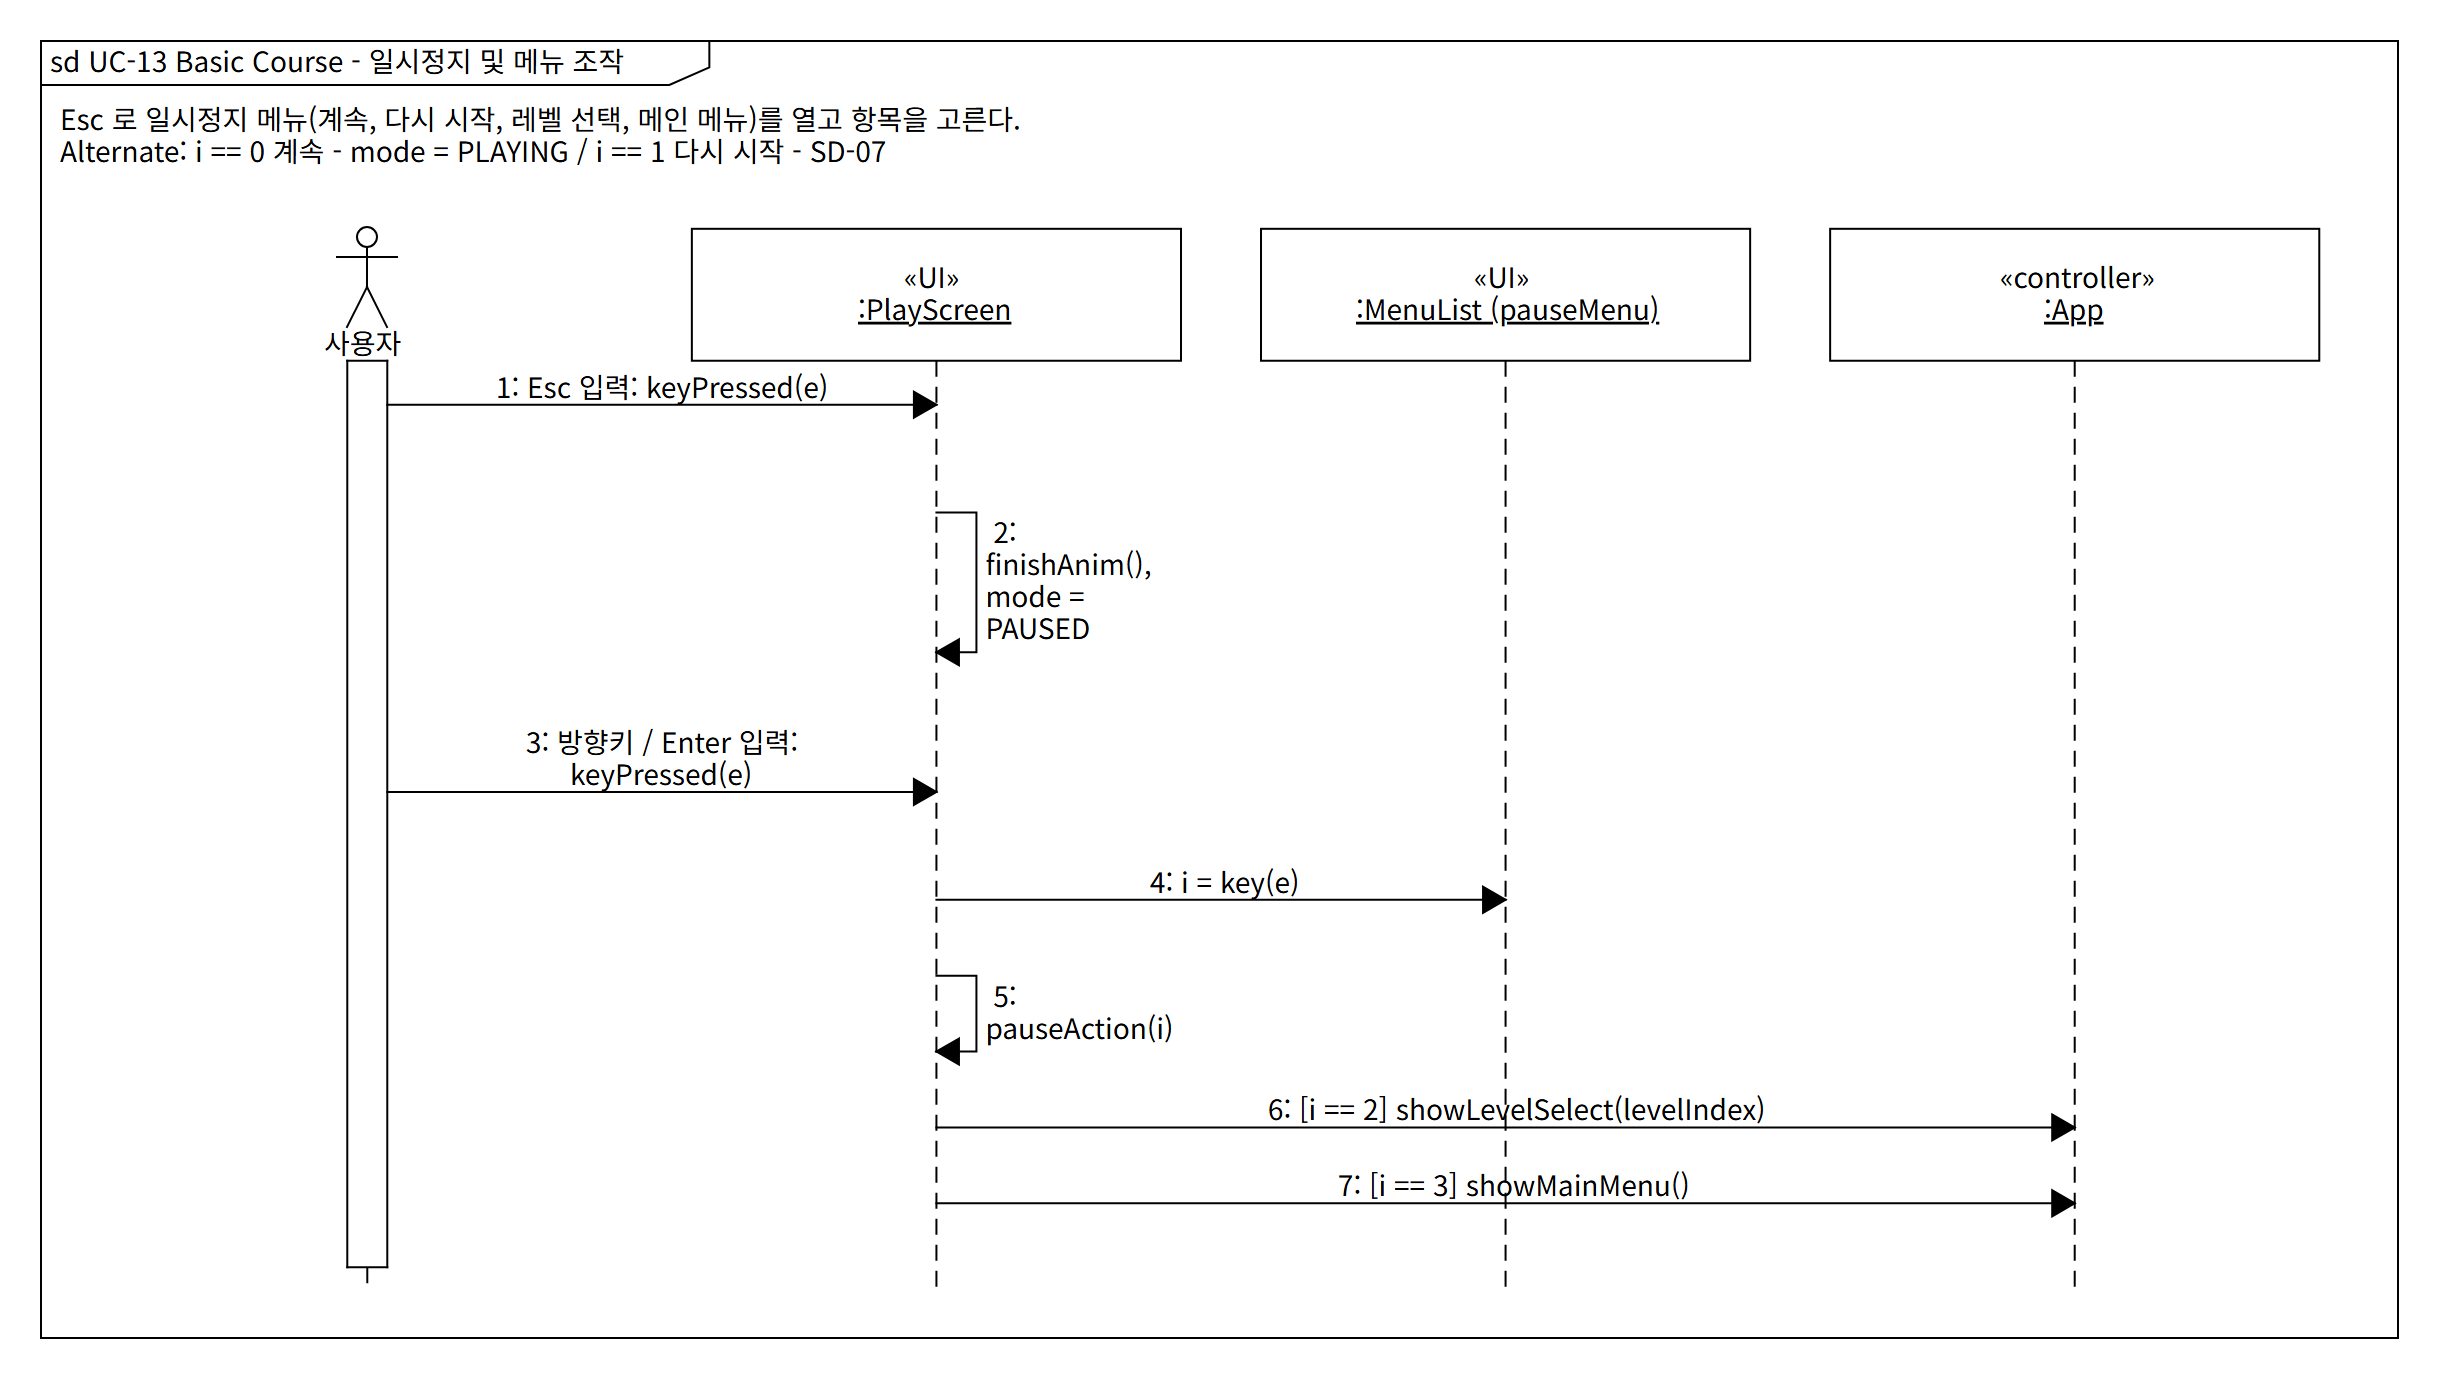 sd UC-13 Basic Course - 일시정지 및 메뉴 조작
Esc 로 일시정지 메뉴(계속, 다시 시작, 레벨 선택, 메인 메뉴)를 열고 항목을 고른다.
Alternate: i == 0 계속 - mode = PLAYING / i == 1 다시 시작 - SD-07
사용자
«UI»
:PlayScreen
«UI»
:MenuList (pauseMenu)
«controller»
:App
1: Esc 입력: keyPressed(e)
2:
finishAnim(),
mode =
PAUSED
3: 방향키 / Enter 입력:
keyPressed(e)
4: i = key(e)
5:
pauseAction(i)
6: [i == 2] showLevelSelect(levelIndex)
7: [i == 3] showMainMenu()